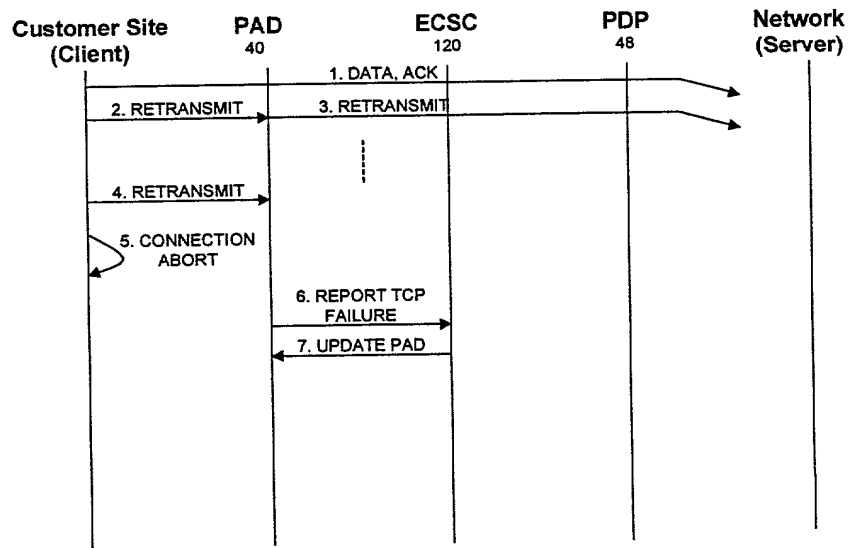 Customer Site
(Client)
PAD
40
ECSC
120
PDP
48
Network
(Server)
1. DATA, ACK
2. RETRANSMIT
3. RETRANSMIT
4. RETRANSMIT
5. CONNECTION
ABORT
6. REPORT TCP
FAILURE
7. UPDATE PAD